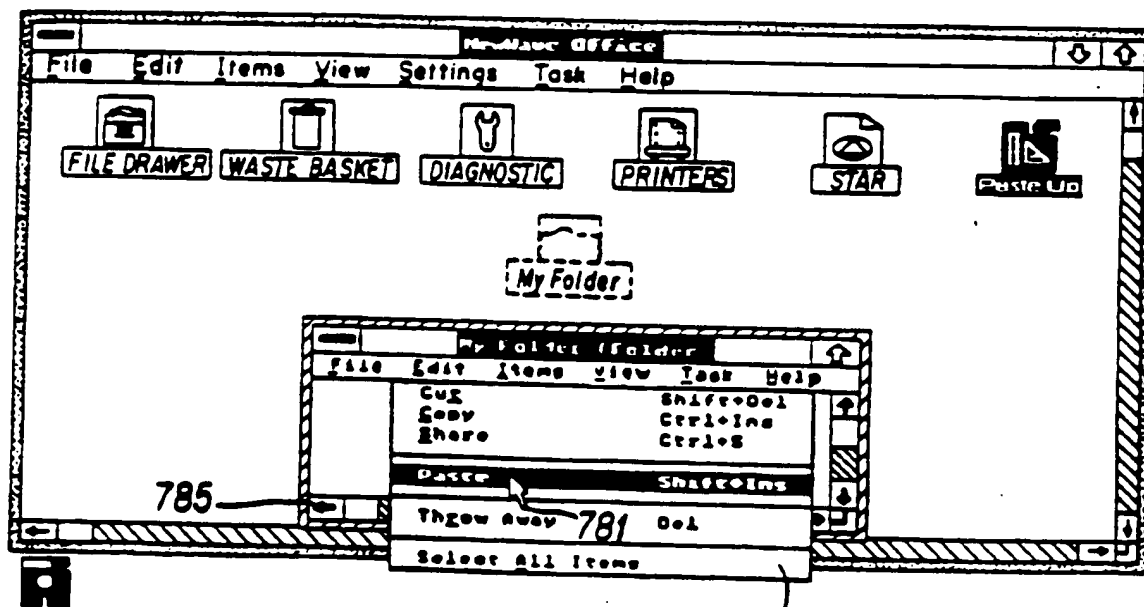 NewWave Office
File Edit Items View Settings Task Help
FILE DRAWER WASTE BASKET DIAGNOSTIC PRINTERS STAR Paste Up
My Folder
My Folder (Folder
File Edit Items View Task Help
Cut Shift+Del
Copy Ctrl+Ins
Share Ctrl+S
Paste Shift+Ins
785
Throw Away 781 Del
Select All Items